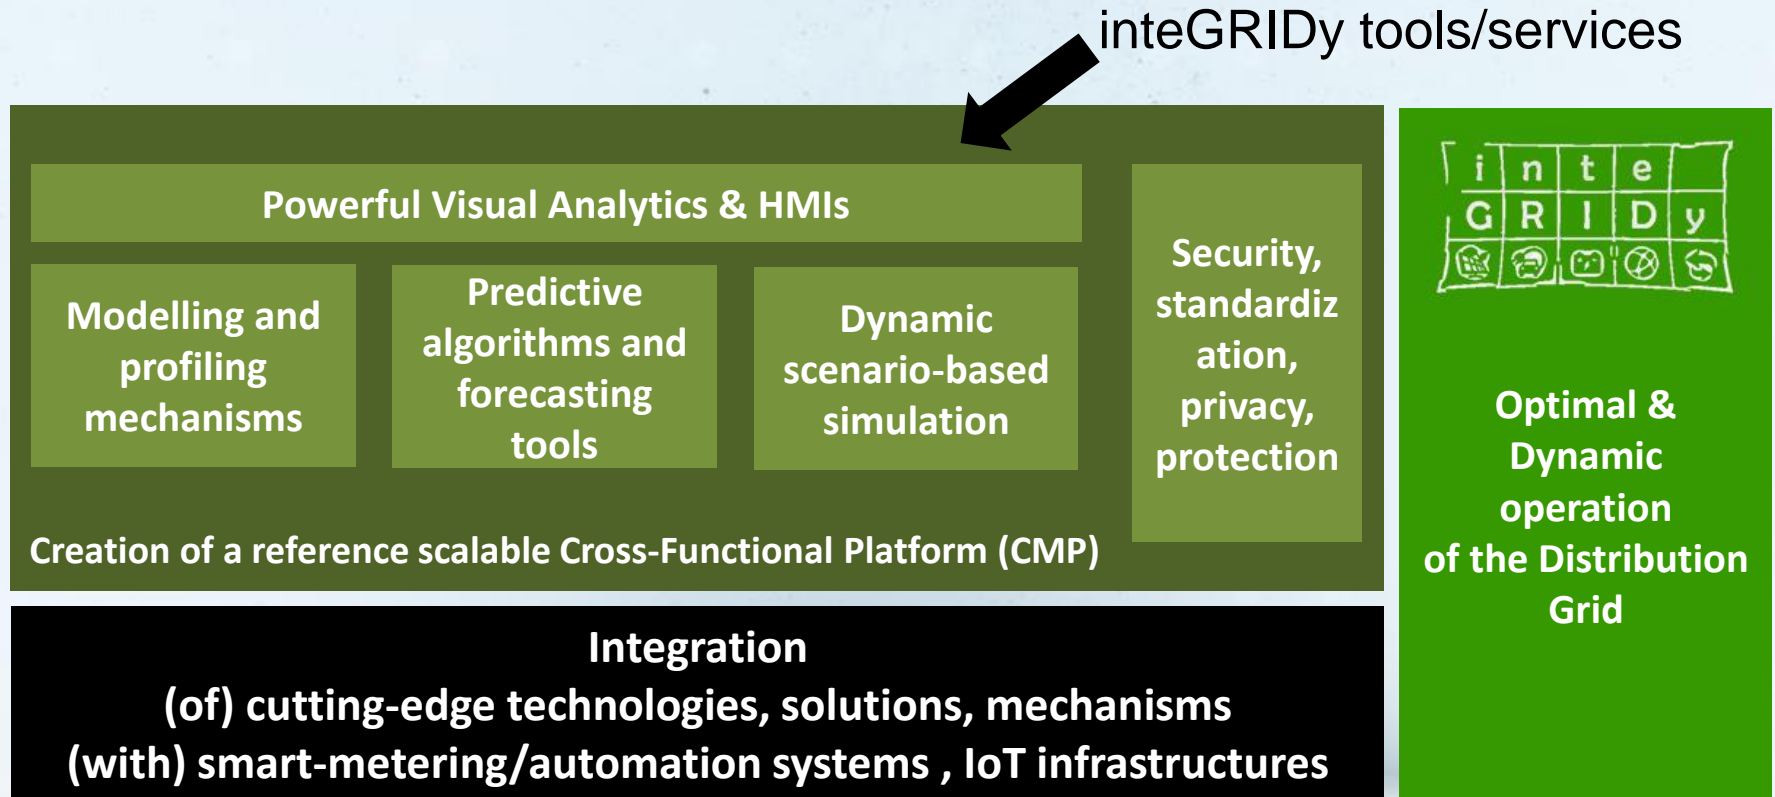 inteGRIDy tools/services
Powerful Visual Analytics & HMIs
Modelling and
profiling
mechanisms
Predictive
algorithms and
forecasting
tools
Dynamic
scenario-based
simulation
Security,
standardiz
ation,
privacy,
protection
Creation of a reference scalable Cross-Functional Platform (CMP)
Integration
(of) cutting-edge technologies, solutions, mechanisms
(with) smart-metering/automation systems , IoT infrastructures
i n t e
G R I D y
Optimal &
Dynamic
operation
of the Distribution
Grid